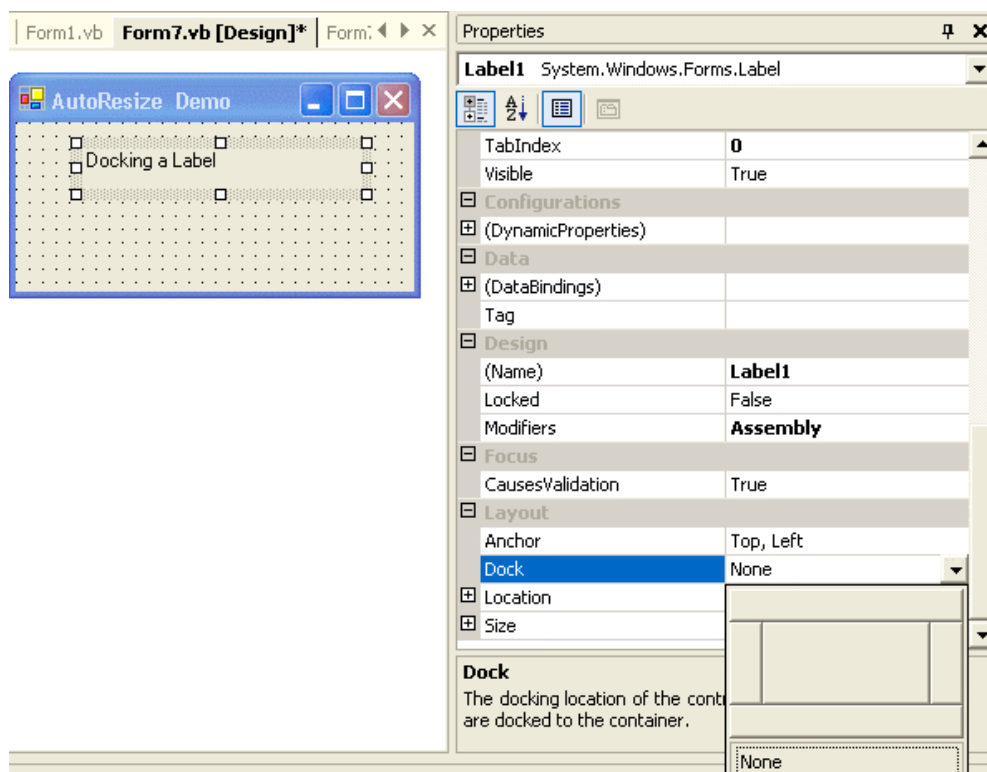 Form1.vb Form7.vb [Design]* Form7
AutoResize Demo
Docking a Label
Properties
Label1 System.Windows.Forms.Label
TabIndex 0
Visible True
Configurations
(DynamicProperties)
Data
(DataBindings)
Tag
Design
(Name) Label1
Locked False
Modifiers Assembly
Focus
CausesValidation True
Layout
Anchor Top, Left
Dock None
Location
Size
None
Dock
The docking location of the cont
are docked to the container.